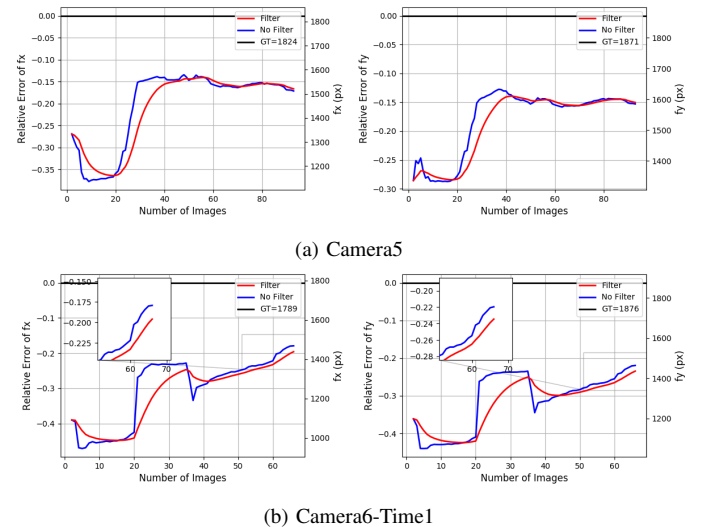 Relative Error of fx
0.00
−0.05
−0.10
−0.15
−0.20
−0.25
−0.30
−0.35
0 20 40 60 80
Number of Images
Filter
No Filter
GT=1824
1800
1700
1600
1500
1400
1300
1200
fx (px)
Relative Error of fy
0.00
−0.05
−0.10
−0.15
−0.20
−0.25
−0.30
0 20 40 60 80
Number of Images
Filter
No Filter
GT=1871
1800
1700
1600
1500
1400
fy (px)
(a) Camera5
Relative Error of fx
0.0
−0.1
−0.2
−0.3
−0.4
0 10 20 30 40 50 60
Number of Images
−0.150
−0.175
−0.200
−0.225
60 70
Filter
No Filter
GT=1789
1800
1600
1400
1200
1000
fx (px)
Relative Error of fy
0.0
−0.1
−0.2
−0.3
−0.4
0 10 20 30 40 50 60
Number of Images
−0.20
−0.22
−0.24
−0.26
−0.28
60 70
Filter
No Filter
GT=1876
1800
1600
1400
1200
fy (px)
(b) Camera6-Time1